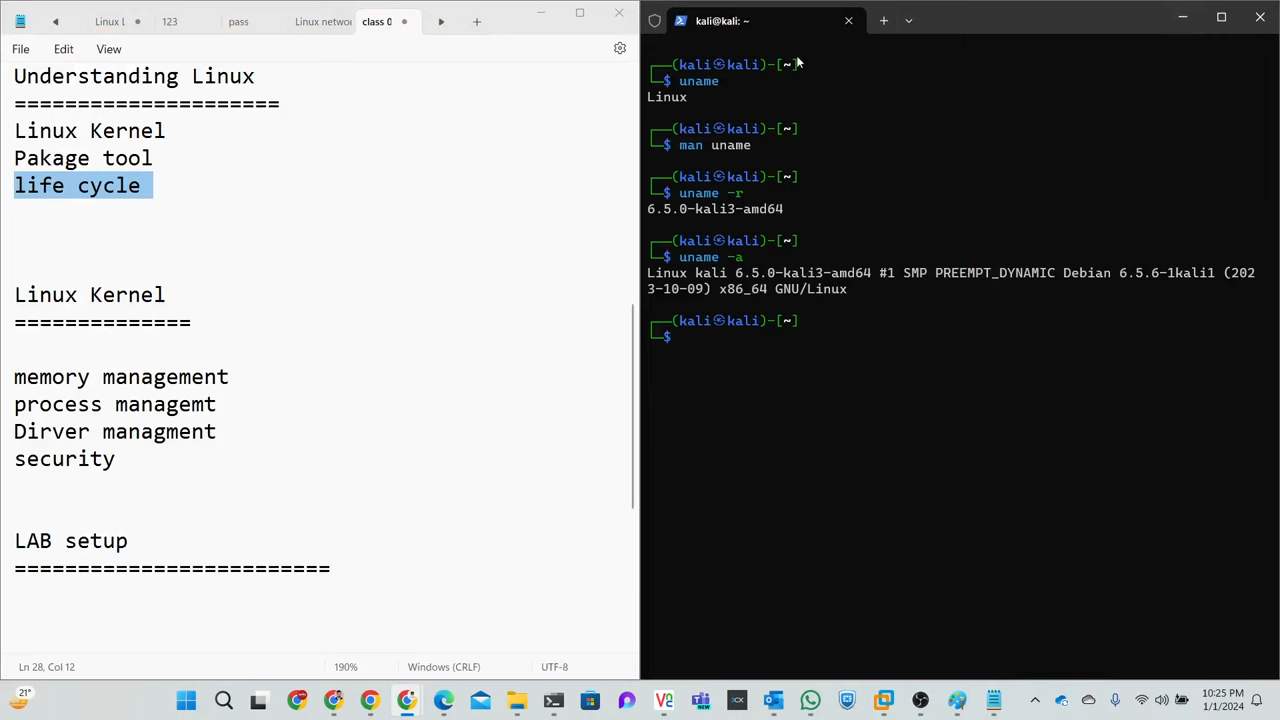 Linux L
123
pass
Linux netwo
class 0
File
Edit
View
Understanding Linux
=====================
Linux Kernel
Pakage tool
life cycle
Linux Kernel
==============
memory management
process managemt
Dirver managment
security
LAB setup
=========================
Ln 28, Col 12
190%
Windows (CRLF)
UTF-8
kali@kali: ~
┌──(kali㉿kali)-[~]
└─$ uname
Linux
┌──(kali㉿kali)-[~]
└─$ man uname
┌──(kali㉿kali)-[~]
└─$ uname -r
6.5.0-kali3-amd64
┌──(kali㉿kali)-[~]
└─$ uname -a
Linux kali 6.5.0-kali3-amd64 #1 SMP PREEMPT_DYNAMIC Debian 6.5.6-1kali1 (202
3-10-09) x86_64 GNU/Linux
┌──(kali㉿kali)-[~]
└─$
21°
10:25 PM
1/1/2024